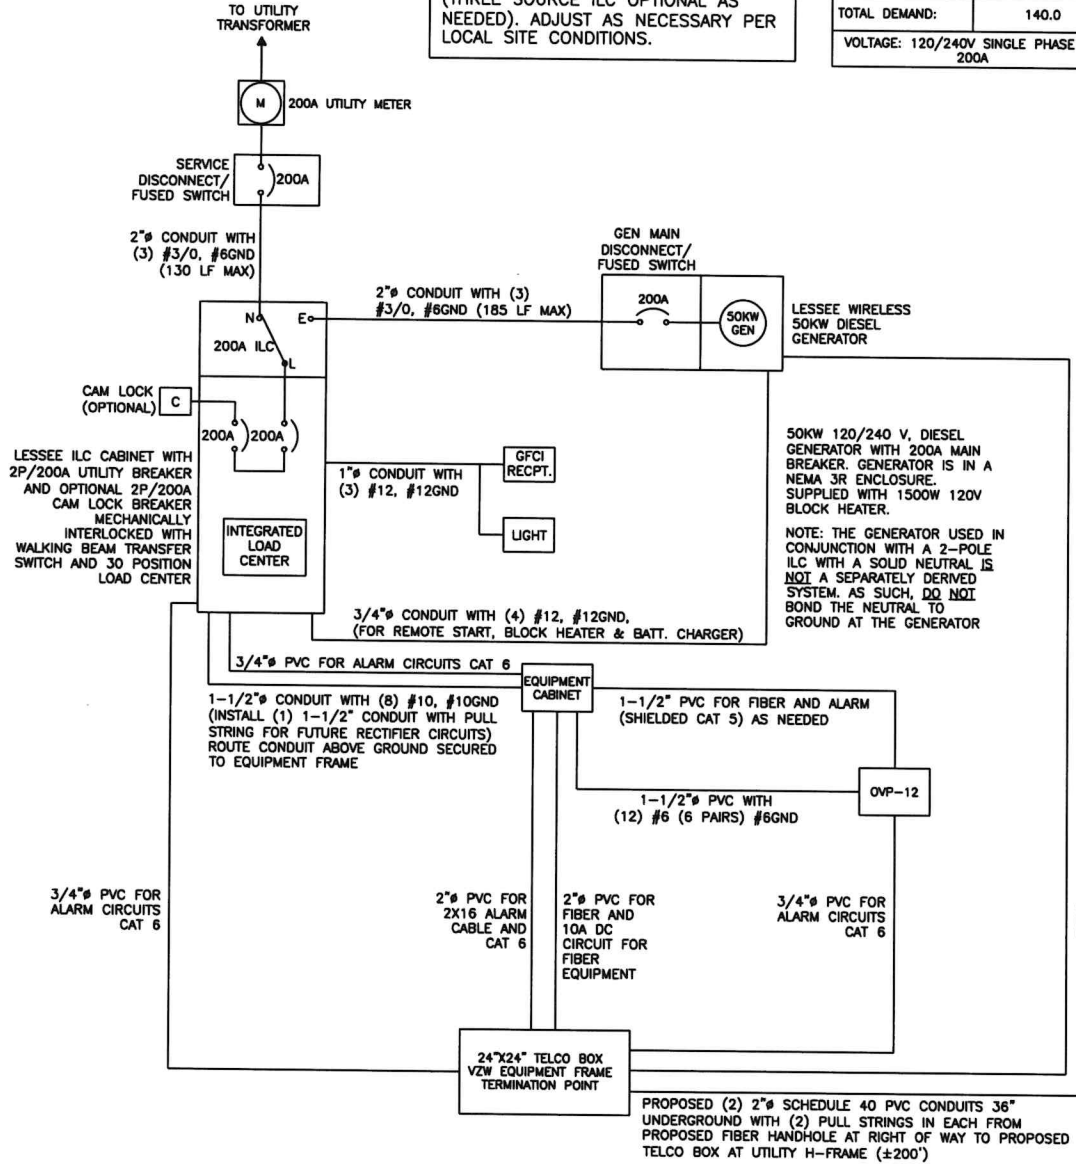 TO UTILITY
TRANSFORMER
(THREE SOURCE ILC OPTIONAL AS
NEEDED). ADJUST AS NECESSARY PER
LOCAL SITE CONDITIONS.
TOTAL DEMAND: 140.0
VOLTAGE: 120/240V SINGLE PHASE
200A
M
200A UTILITY METER
SERVICE
DISCONNECT/
FUSED SWITCH
200A
2"ø CONDUIT WITH
(3) #3/0, #6GND
(130 LF MAX)
GEN MAIN
DISCONNECT/
FUSED SWITCH
200A
50KW
GEN
LESSEE WIRELESS
50KW DIESEL
GENERATOR
2"ø CONDUIT WITH (3)
#3/0, #6GND (185 LF MAX)
N
E
200A ILC
L
CAM LOCK
(OPTIONAL)
C
200A
200A
LESSEE ILC CABINET WITH
2P/200A UTILITY BREAKER
AND OPTIONAL 2P/200A
CAM LOCK BREAKER
MECHANICALLY
INTERLOCKED WITH
WALKING BEAM TRANSFER
SWITCH AND 30 POSITION
LOAD CENTER
INTEGRATED
LOAD
CENTER
1"ø CONDUIT WITH
(3) #12, #12GND
GFCI
RECPT.
LIGHT
50KW 120/240 V, DIESEL
GENERATOR WITH 200A MAIN
BREAKER. GENERATOR IS IN A
NEMA 3R ENCLOSURE.
SUPPLIED WITH 1500W 120V
BLOCK HEATER.
NOTE: THE GENERATOR USED IN
CONJUNCTION WITH A 2-POLE
ILC WITH A SOLID NEUTRAL IS
NOT A SEPARATELY DERIVED
SYSTEM. AS SUCH, DO NOT
BOND THE NEUTRAL TO
GROUND AT THE GENERATOR
3/4"ø CONDUIT WITH (4) #12, #12GND,
(FOR REMOTE START, BLOCK HEATER & BATT. CHARGER)
3/4"ø PVC FOR ALARM CIRCUITS CAT 6
EQUIPMENT
CABINET
1-1/2"ø CONDUIT WITH (8) #10, #10GND
(INSTALL (1) 1-1/2" CONDUIT WITH PULL
STRING FOR FUTURE RECTIFIER CIRCUITS)
ROUTE CONDUIT ABOVE GROUND SECURED
TO EQUIPMENT FRAME
1-1/2" PVC FOR FIBER AND ALARM
(SHIELDED CAT 5) AS NEEDED
OVP-12
1-1/2"ø PVC WITH
(12) #6 (6 PAIRS) #6GND
3/4"ø PVC FOR
ALARM CIRCUITS
CAT 6
2"ø PVC FOR
2X16 ALARM
CABLE AND
CAT 6
2"ø PVC FOR
FIBER AND
10A DC
CIRCUIT FOR
FIBER
EQUIPMENT
3/4"ø PVC FOR
ALARM CIRCUITS
CAT 6
24"X24" TELCO BOX
VZW EQUIPMENT FRAME
TERMINATION POINT
PROPOSED (2) 2"ø SCHEDULE 40 PVC CONDUITS 36"
UNDERGROUND WITH (2) PULL STRINGS IN EACH FROM
PROPOSED FIBER HANDHOLE AT RIGHT OF WAY TO PROPOSED
TELCO BOX AT UTILITY H-FRAME (±200')